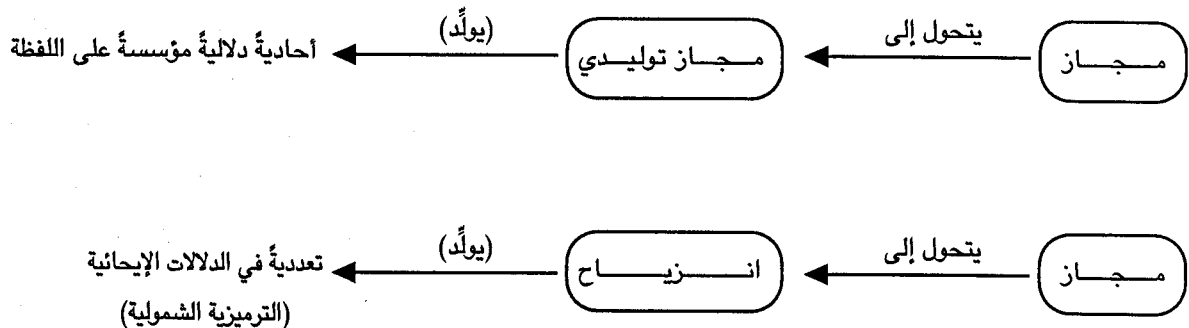 مجاز يتحول إلى مجاز توليدي (يولِّد) أحاديةً دلاليةً مؤسسةً على اللفظة
مجاز يتحول إلى انزياح (يولِّد) تعدديةً في الدلالات الإيحائية
(الترميزية الشمولية)